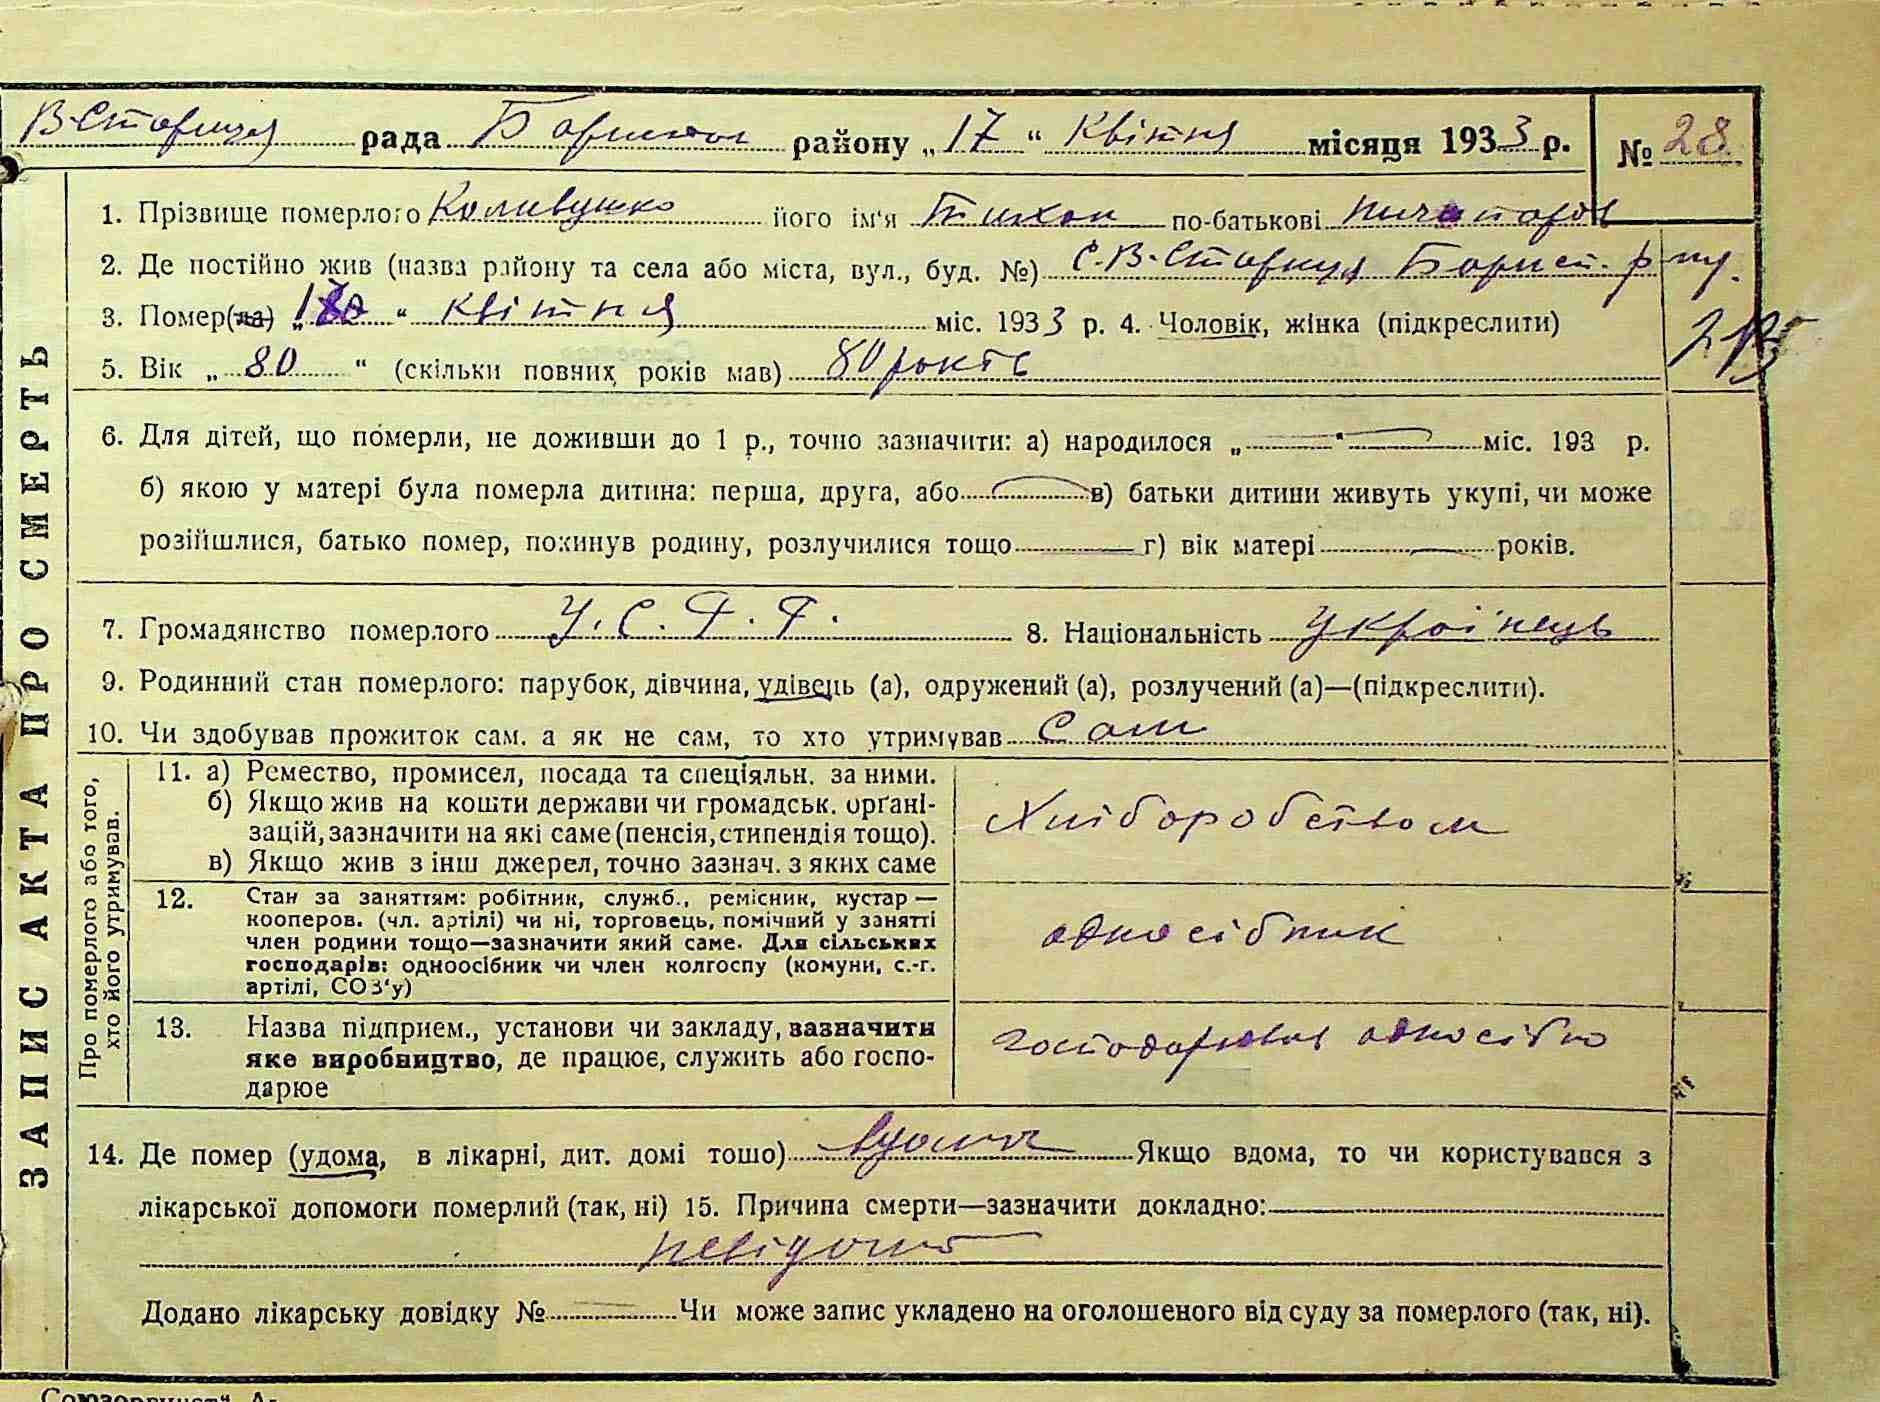 В-Стариця рада Бориспол району „17“ Квітня місяця 1933 р. № 28
1. Прізвище померлого Коливушко його ім'я Тихон по-батькові
2. Де постійно жив (назва району та села або міста, вул., буд. №) С. В-Стариця Борисп. р-ну.
3. Помер(ла) „ “ квітня міс. 1933 р. 4. Чоловік, жінка (підкреслити)
5. Вік „ 80 “ (скільки повних років мав) 80 років
6. Для дітей, що померли, не доживши до 1 р., точно зазначити: а) народилося „ “ міс. 193 р.
б) якою у матері була померла дитина: перша, друга, або в) батьки дитини живуть укупі, чи може
розійшлися, батько помер, покинув родину, розлучилися тощо г) вік матері років.
7. Громадянство померлого У.С.Р.Р. 8. Національність Українець
9. Родинний стан померлого: парубок, дівчина, удівець (а), одружений (а), розлучений (а)—(підкреслити).
10. Чи здобував прожиток сам. а як не сам, то хто утримував Сам
ЗАПИС АКТА ПРО СМЕРТЬ
Про померлого або того,
хто його утримував.
11. а) Ремество, промисел, посада та спеціяльн. за ними.
б) Якщо жив на кошти держави чи громадськ. орґані-
зацій, зазначити на які саме (пенсія, стипендія тощо).
в) Якщо жив з інш джерел, точно зазнач. з яких саме
Хліборобством
12. Стан за заняттям: робітник, служб., ремісник, кустар —
кооперов. (чл. артілі) чи ні, торговець, помічний у занятті
член родини тощо—зазначити який саме. Для сільських
господарів: одноосібник чи член колгоспу (комуни, с.-г.
артілі, СОЗ'у)
односібник
13. Назва підприєм., установи чи закладу, зазначити
яке виробництво, де працює, служить або госпо-
дарює
господарював односібно
14. Де помер (удома, в лікарні, дит. домі тощо) вдома Якщо вдома, то чи користувався з
лікарської допомоги померлий (так, ні) 15. Причина смерти—зазначити докладно:
невідомо
Додано лікарську довідку № Чи може запис укладено на оголошеного від суду за померлого (так, ні).